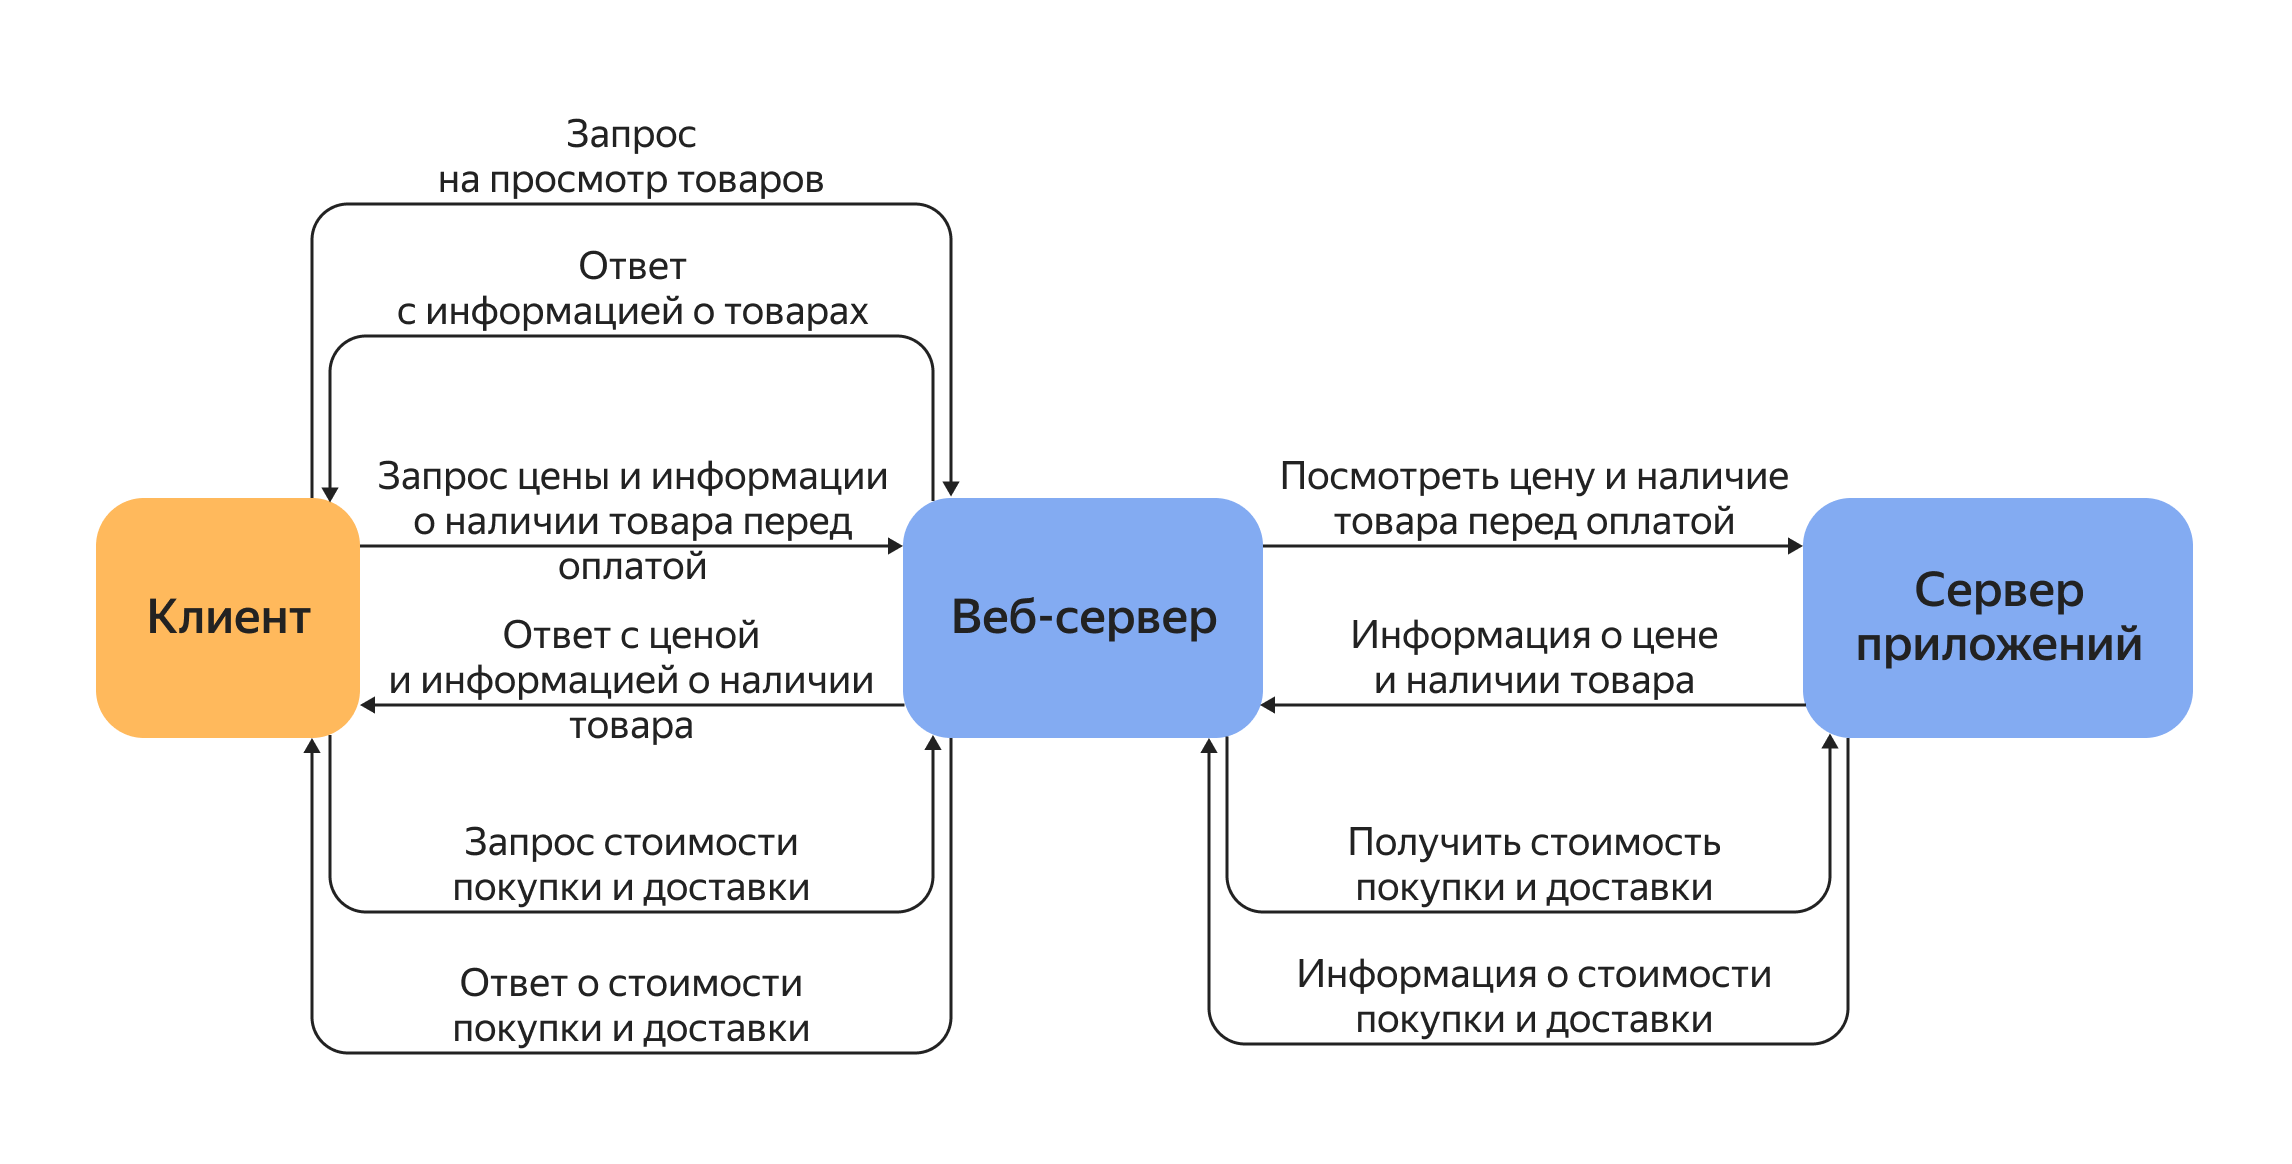 Запрос
на просмотр товаров
Ответ
с информацией о товарах
Запрос цены и информации
о наличии товара перед
оплатой
Посмотреть цену и наличие
товара перед оплатой
Клиент
Веб-сервер
Сервер
приложений
Ответ с ценой
и информацией о наличии
товара
Информация о цене
и наличии товара
Запрос стоимости
покупки и доставки
Получить стоимость
покупки и доставки
Ответ о стоимости
покупки и доставки
Информация о стоимости
покупки и доставки